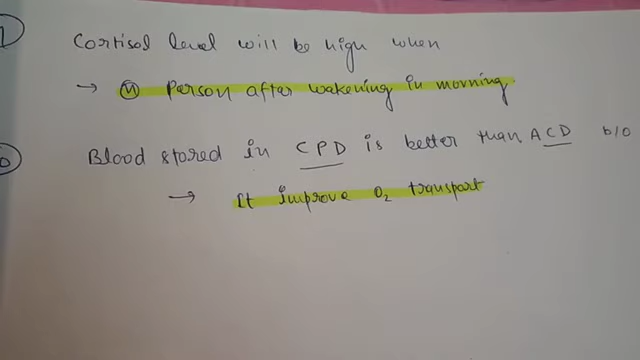 Cortisol level will be high when
→ Ⓝ Person after wakening in morning.
Blood stored in CPD is better than ACD b/o
→ It improve O₂ transport